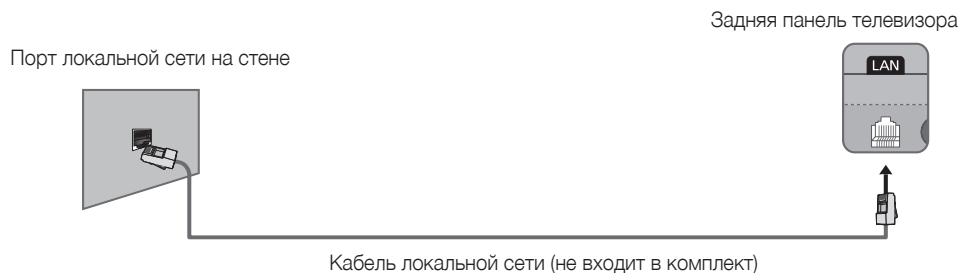 Задняя панель телевизора
Порт локальной сети на стене
LAN
Кабель локальной сети (не входит в комплект)